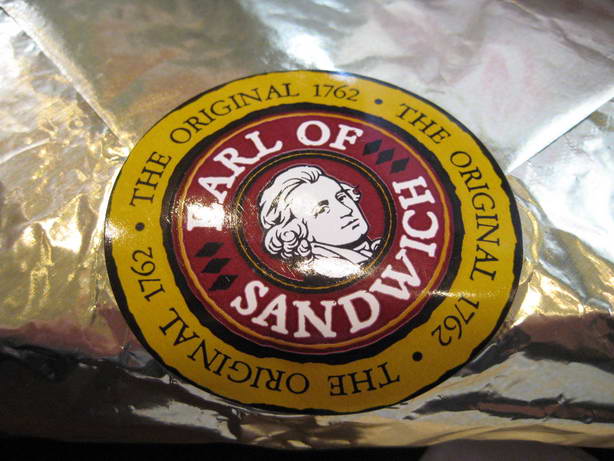 THE ORIGINAL 1762 • THE ORIGINAL 1762 • THE ORIGINAL 1762 •
EARL OF
SANDWICH